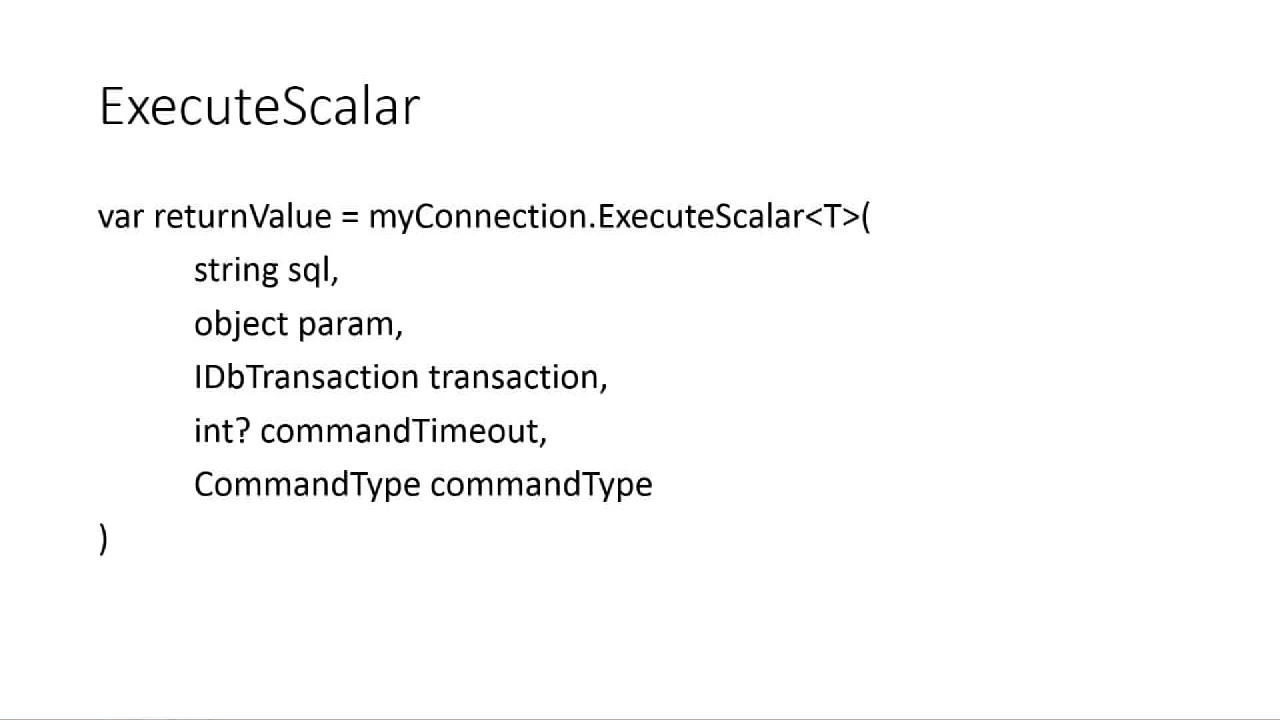 ExecuteScalar
var returnValue = myConnection.ExecuteScalar<T>(
string sql,
object param,
IDbTransaction transaction,
int? commandTimeout,
CommandType commandType
)